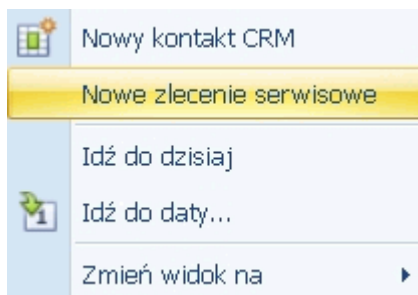 Nowy kontakt CRM
Nowe zlecenie serwisowe
Idź do dzisiaj
Idź do daty...
Zmień widok na